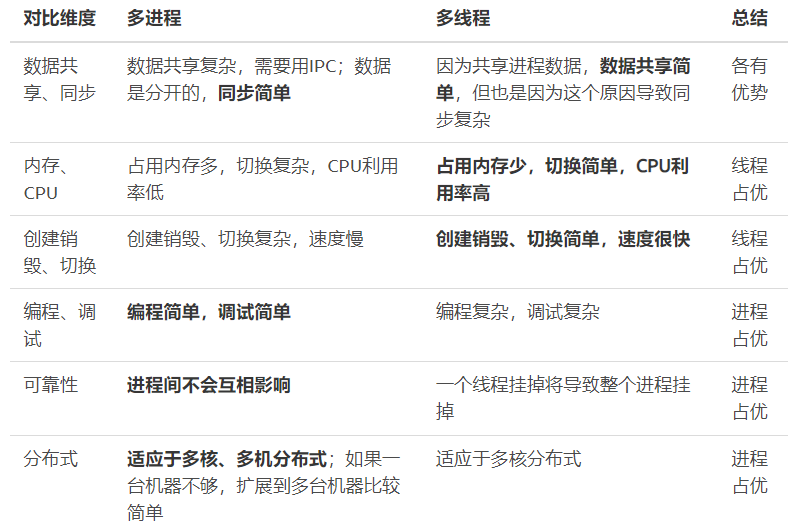 对比维度 多进程 多线程 总结
数据共享、同步 数据共享复杂，需要用IPC；数据是分开的，同步简单 因为共享进程数据，数据共享简单，但也是因为这个原因导致同步复杂 各有优势
内存、CPU 占用内存多，切换复杂，CPU利用率低 占用内存少，切换简单，CPU利用率高 线程占优
创建销毁、切换 创建销毁、切换复杂，速度慢 创建销毁、切换简单，速度很快 线程占优
编程、调试 编程简单，调试简单 编程复杂，调试复杂 进程占优
可靠性 进程间不会互相影响 一个线程挂掉将导致整个进程挂掉 进程占优
分布式 适应于多核、多机分布式；如果一台机器不够，扩展到多台机器比较简单 适应于多核分布式 进程占优